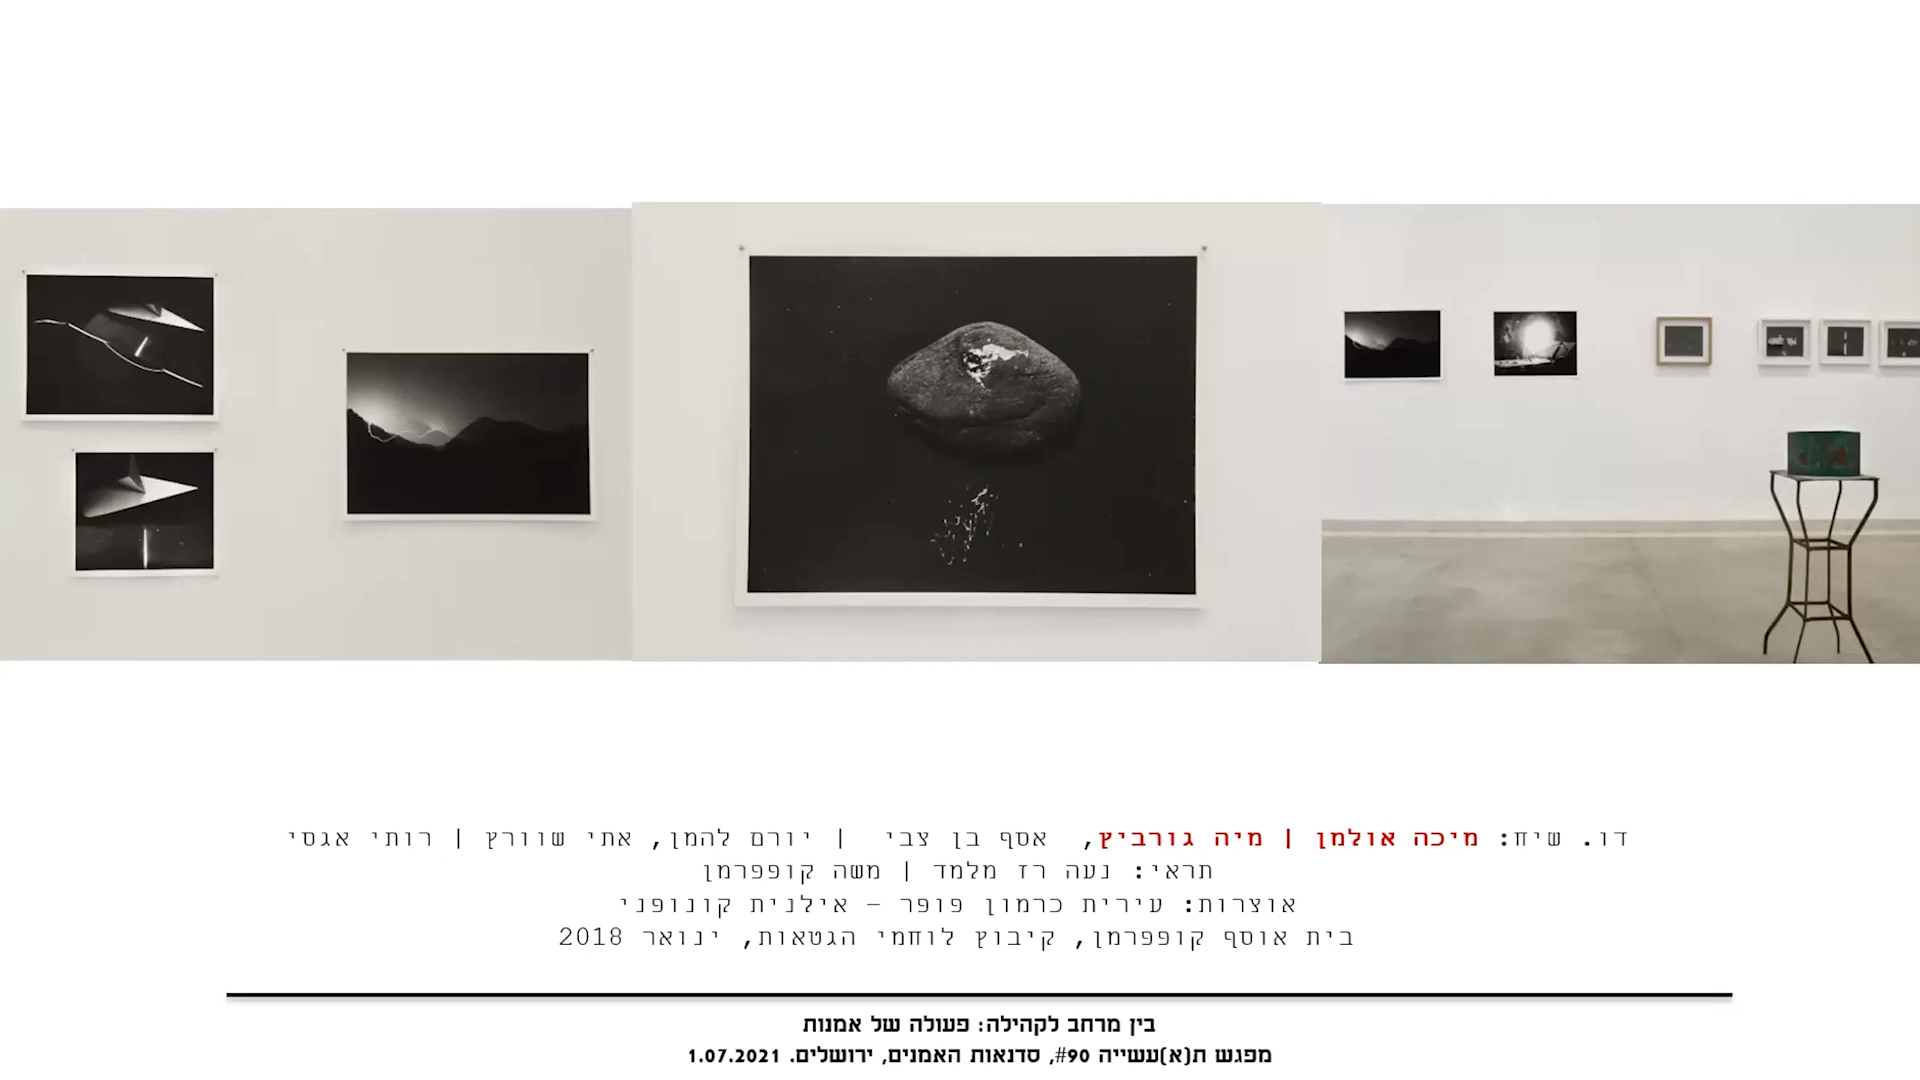 דו. שיח: מיכה אולמן | מיה גורביץ, אסף בן צבי | יורם להמן, אתי שוורץ | רותי אגסי
תראי: נעה רז מלמד | משה קופפרמן
אוצרות: עירית כרמון פופר – אילנית קונופני
בית אוסף קופפרמן, קיבוץ לוחמי הגטאות, ינואר 2018
בין מרחב לקהילה: פעולה של אמנות
מפגש ת(א)עשייה #90, סדנאות האמנים, ירושלים. 1.07.2021